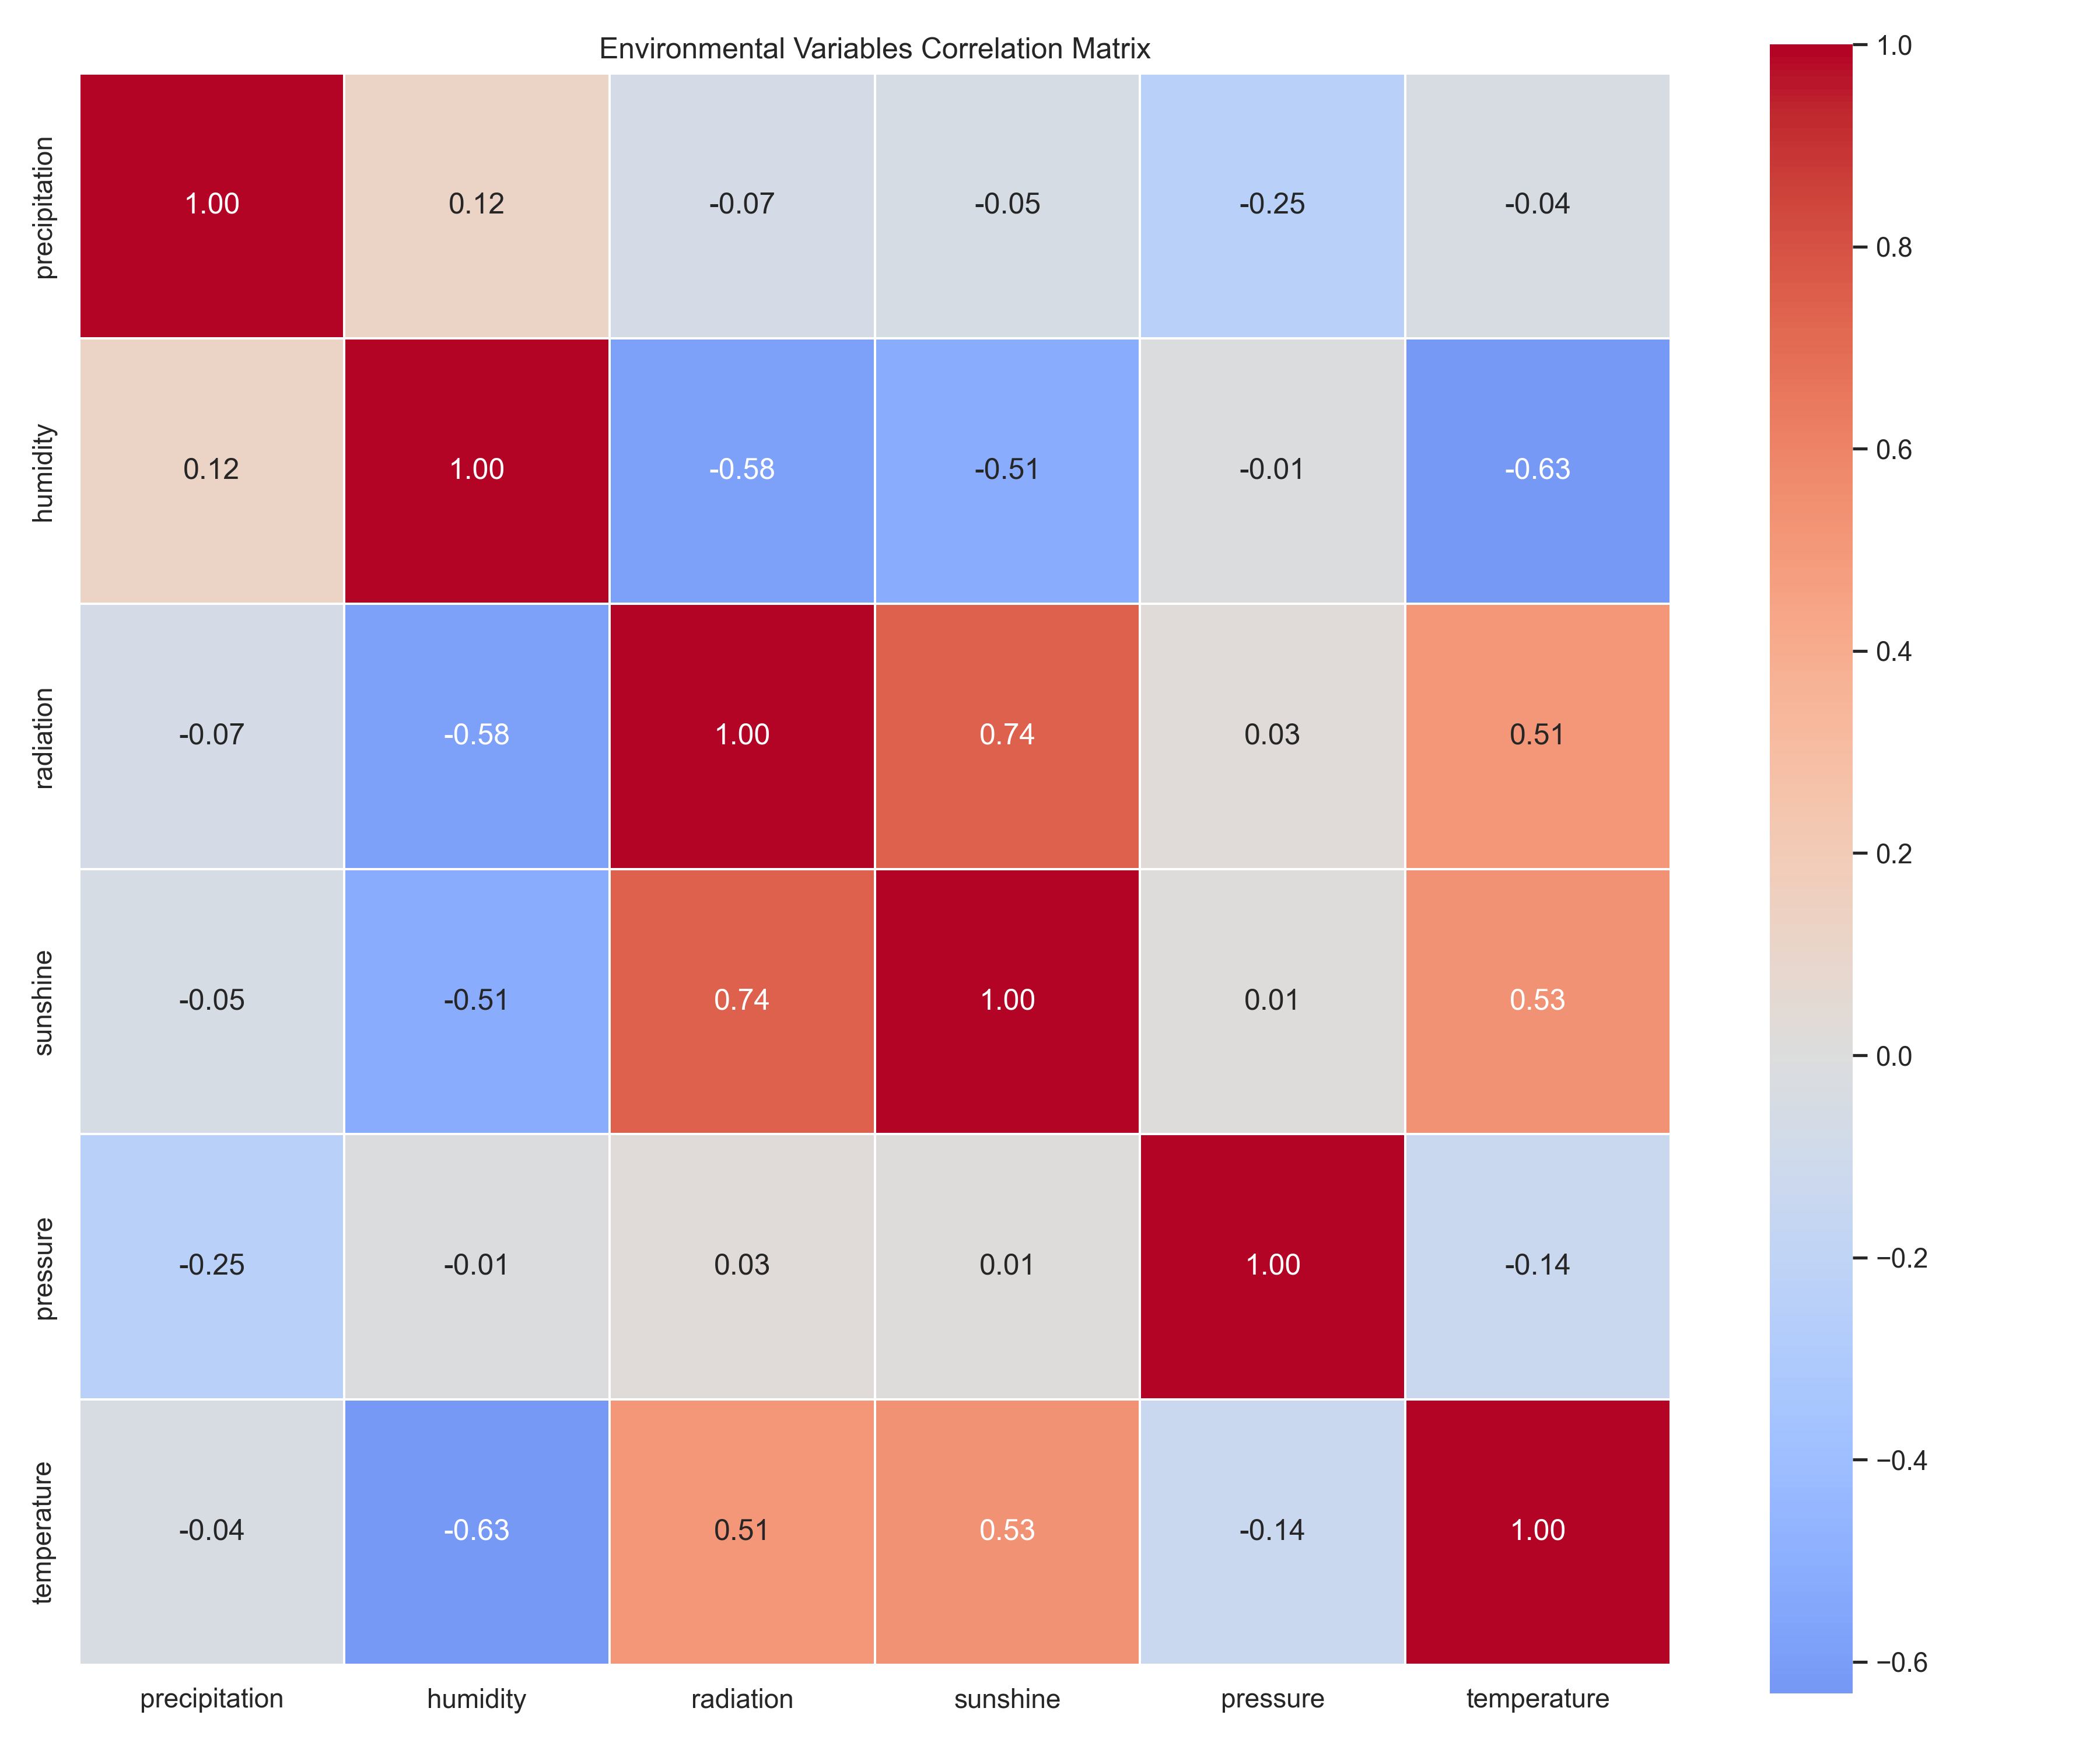 Environmental Variables Correlation Matrix
precipitation 1.00 0.12 -0.07 -0.05 -0.25 -0.04
humidity 0.12 1.00 -0.58 -0.51 -0.01 -0.63
radiation -0.07 -0.58 1.00 0.74 0.03 0.51
sunshine -0.05 -0.51 0.74 1.00 0.01 0.53
pressure -0.25 -0.01 0.03 0.01 1.00 -0.14
temperature -0.04 -0.63 0.51 0.53 -0.14 1.00
precipitation humidity radiation sunshine pressure temperature
1.0
0.8
0.6
0.4
0.2
0.0
−0.2
−0.4
−0.6